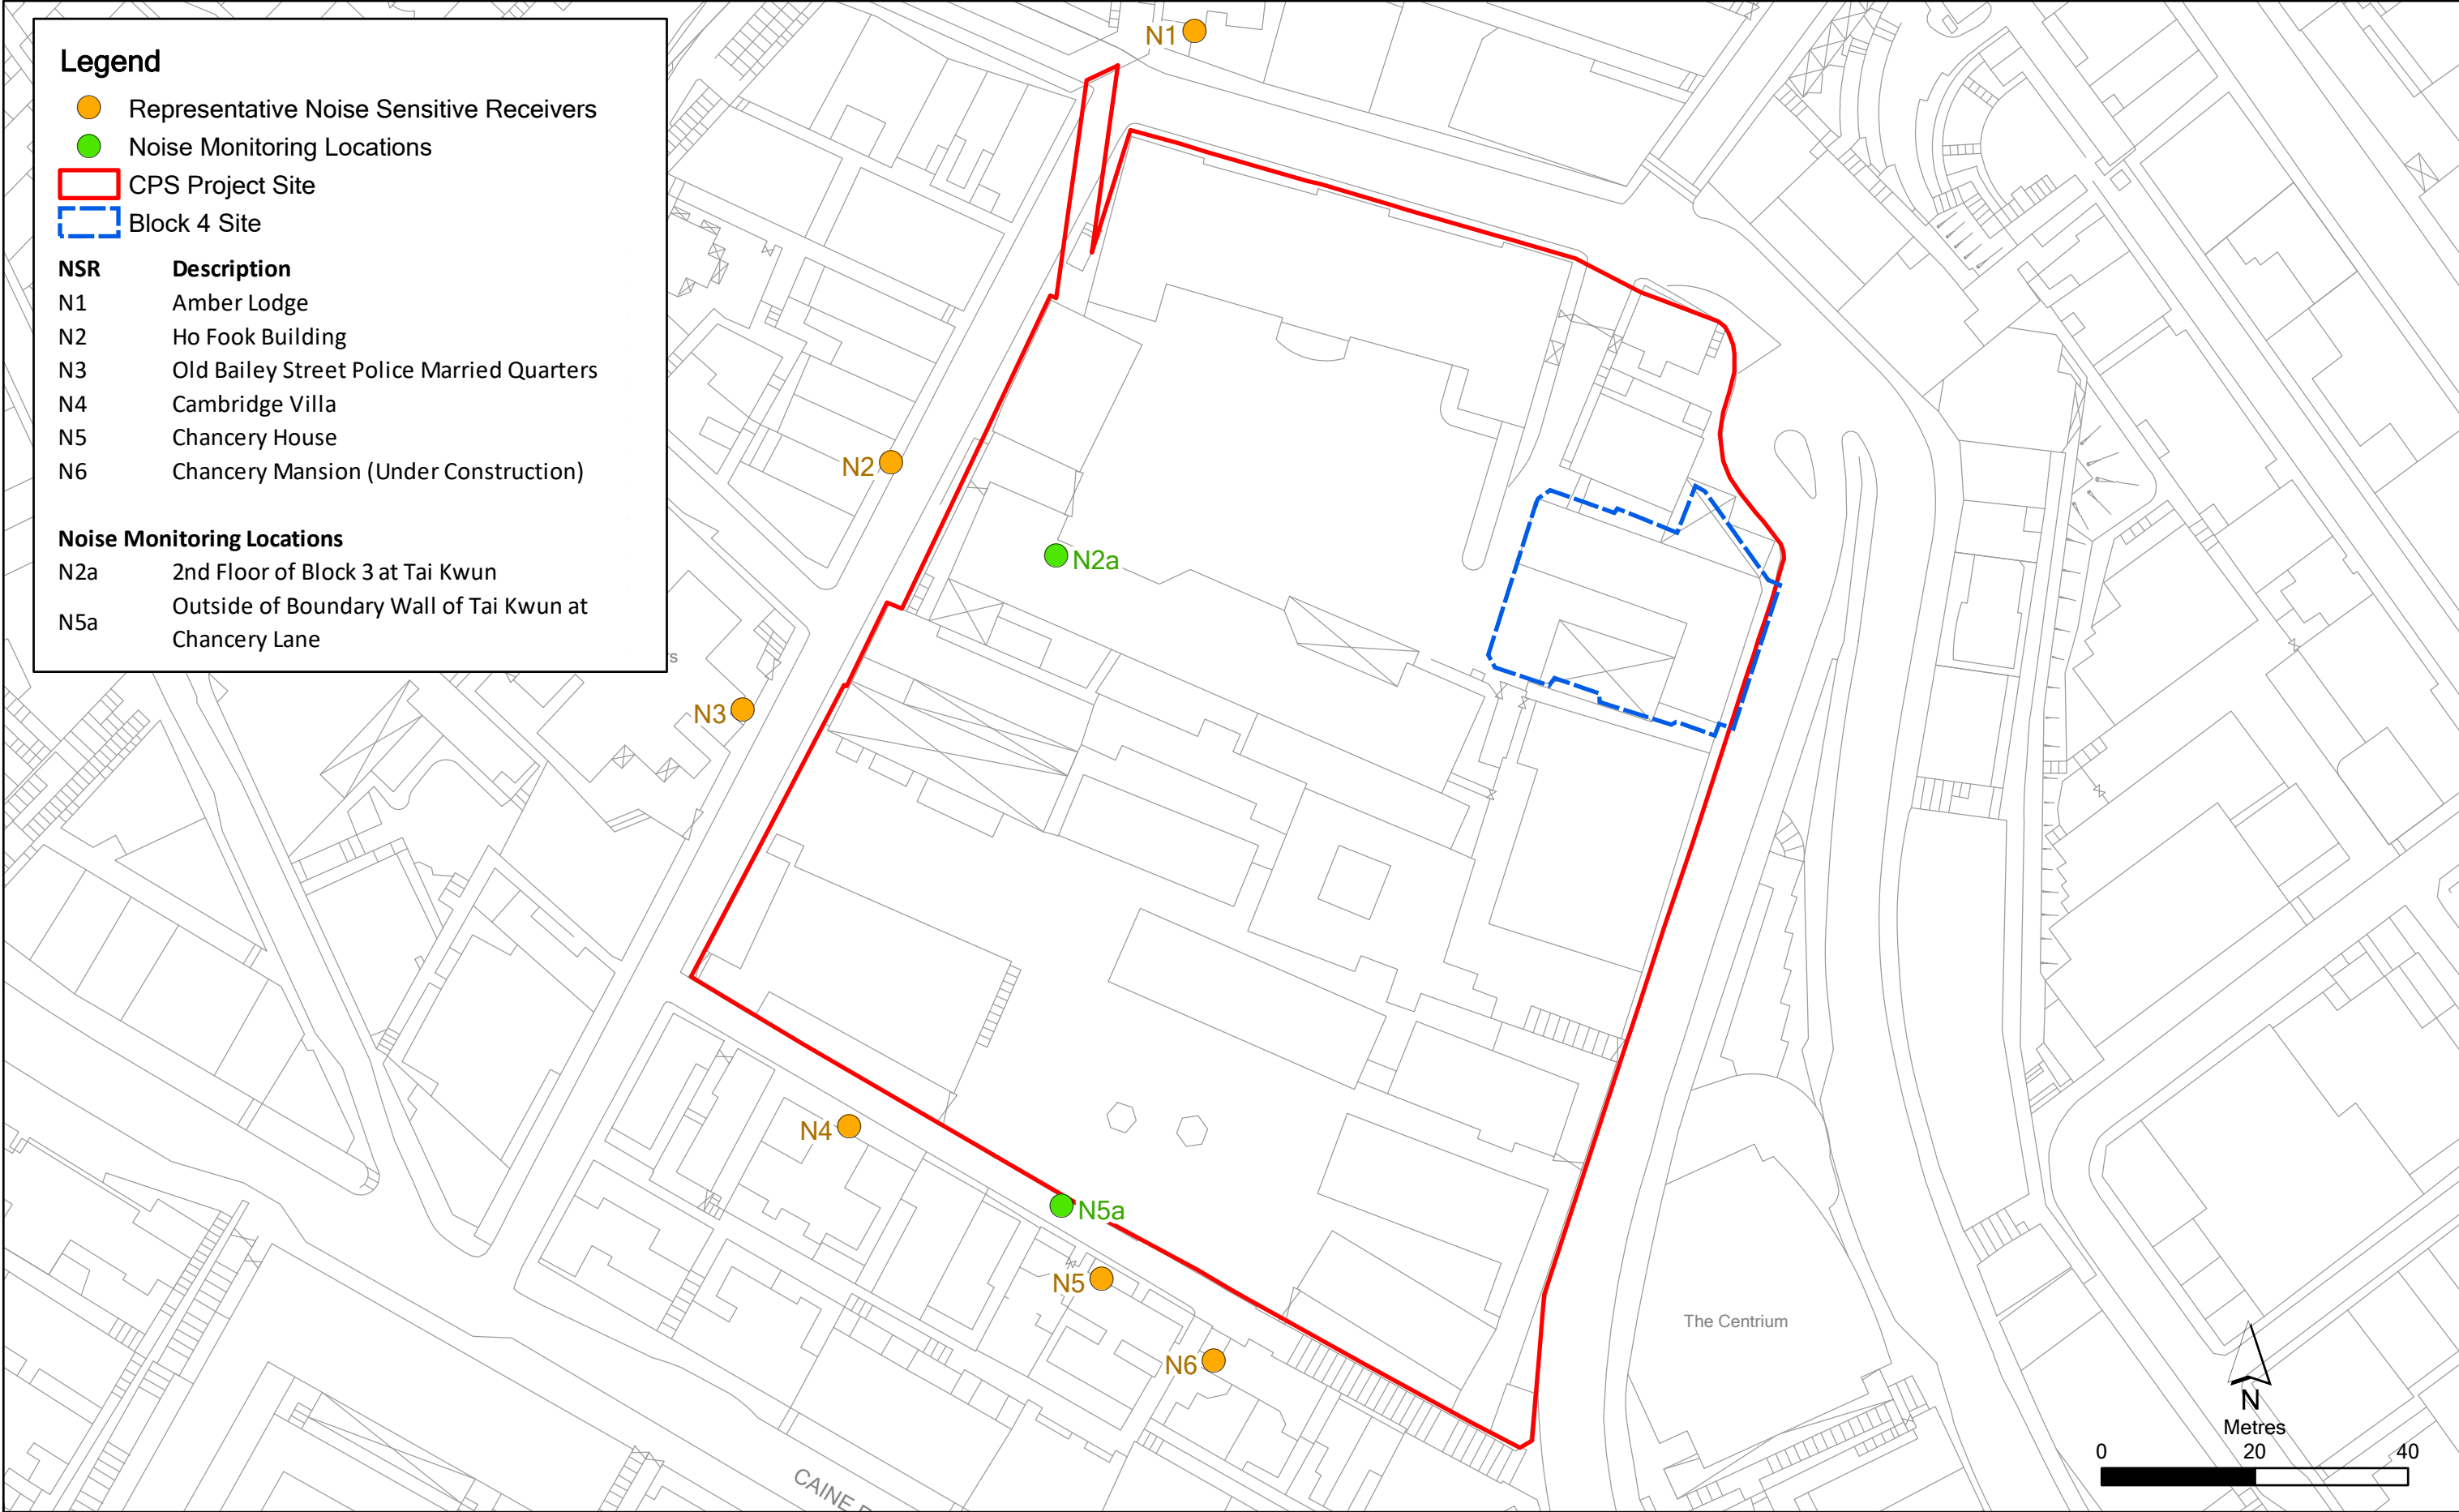 Legend
Representative Noise Sensitive Receivers
Noise Monitoring Locations
CPS Project Site
Block 4 Site
NSR Description
N1 Amber Lodge
N2 Ho Fook Building
N3 Old Bailey Street Police Married Quarters
N4 Cambridge Villa
N5 Chancery House
N6 Chancery Mansion (Under Construction)
Noise Monitoring Locations
N2a 2nd Floor of Block 3 at Tai Kwun
N5a Outside of Boundary Wall of Tai Kwun at
Chancery Lane
N1
N2
N2a
N3
N4
N5a
N5
N6
The Centrium
CAINE
N
Metres
0 20 40